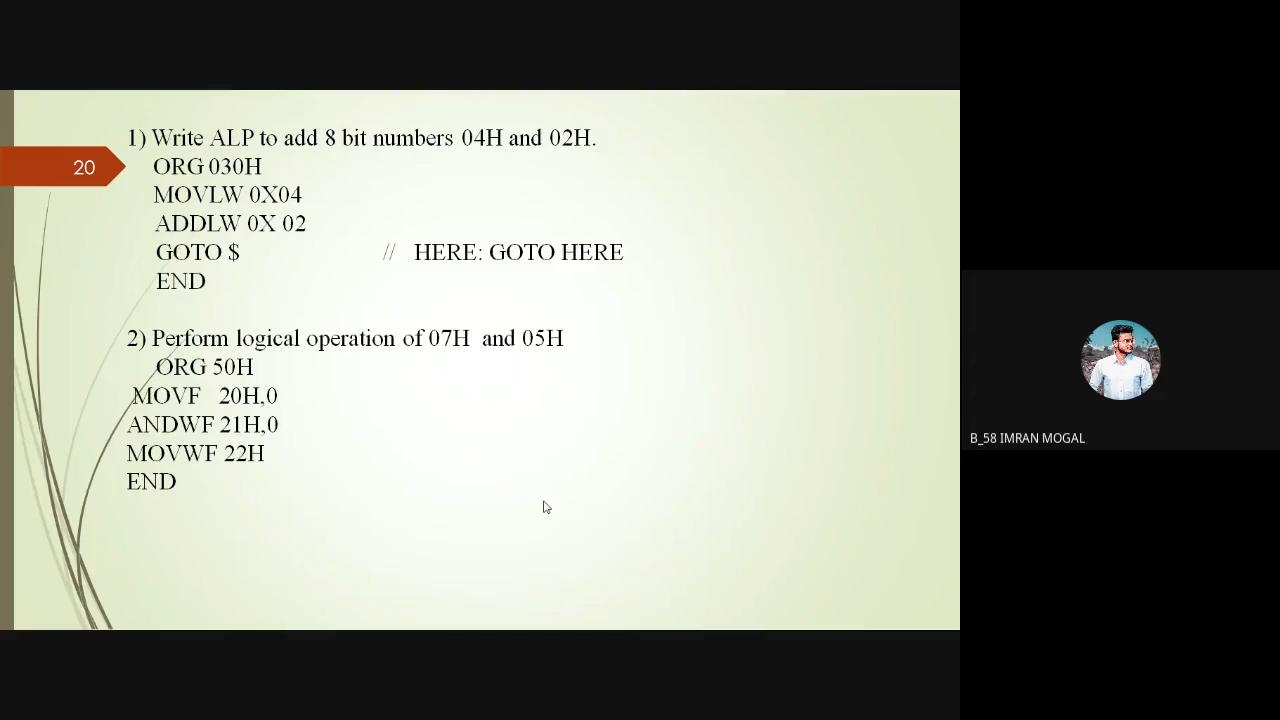 20
1) Write ALP to add 8 bit numbers 04H and 02H.
ORG 030H
MOVLW 0X04
ADDLW 0X 02
GOTO $ // HERE: GOTO HERE
END
2) Perform logical operation of 07H and 05H
ORG 50H
MOVF 20H,0
ANDWF 21H,0
MOVWF 22H
END
B_58 IMRAN MOGAL